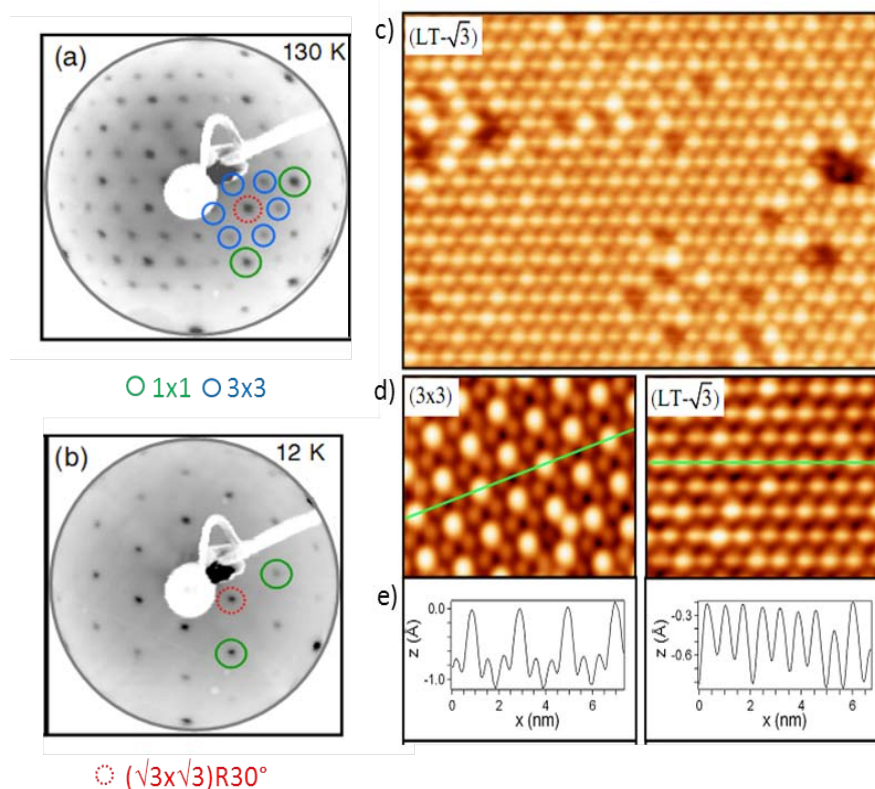 (a)
130 K
1x1 3x3
(b)
12 K
(√3x√3)R30°
c)
(LT-√3)
d)
(3x3)
(LT-√3)
e)
z (Å)
0.0
-1.0
0
2
4
6
x (nm)
z (Å)
-0.3
-0.6
0
2
4
6
x (nm)